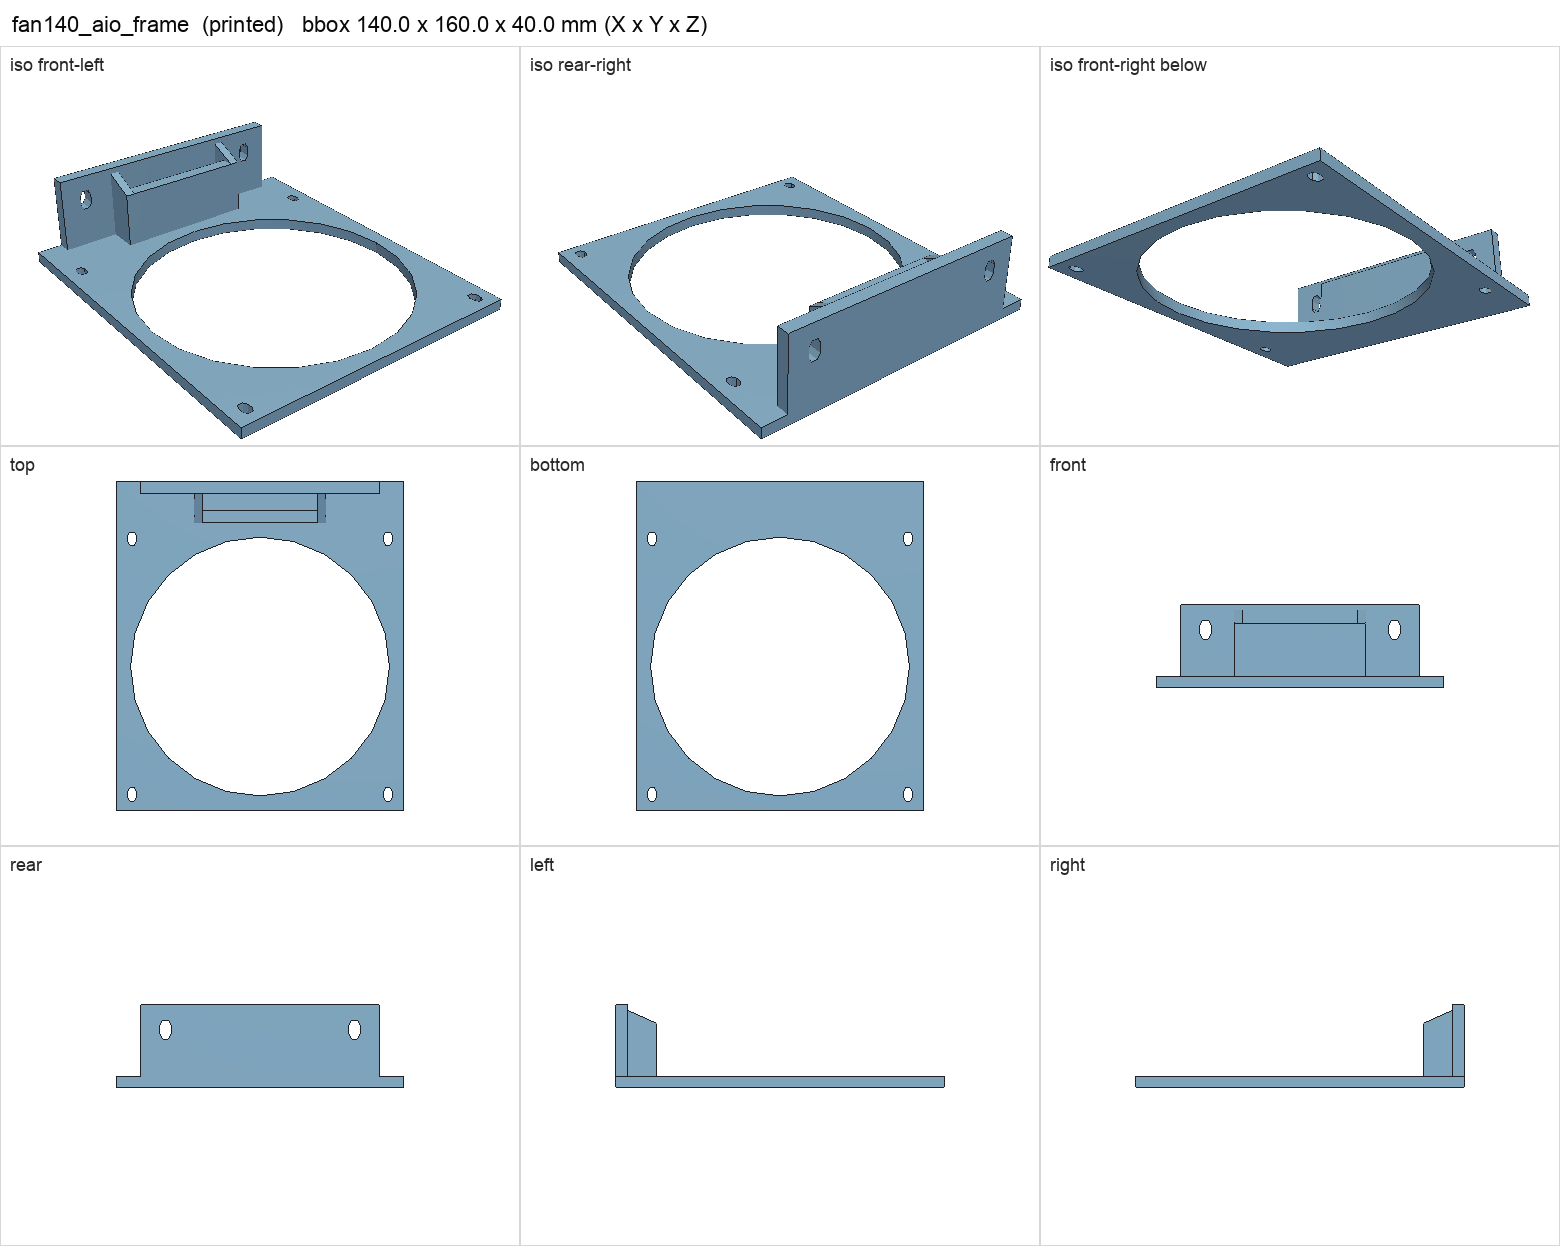 fan140_aio_frame (printed) bbox 140.0 x 160.0 x 40.0 mm (X x Y x Z)
iso front-left
iso rear-right
iso front-right below
top
bottom
front
rear
left
right